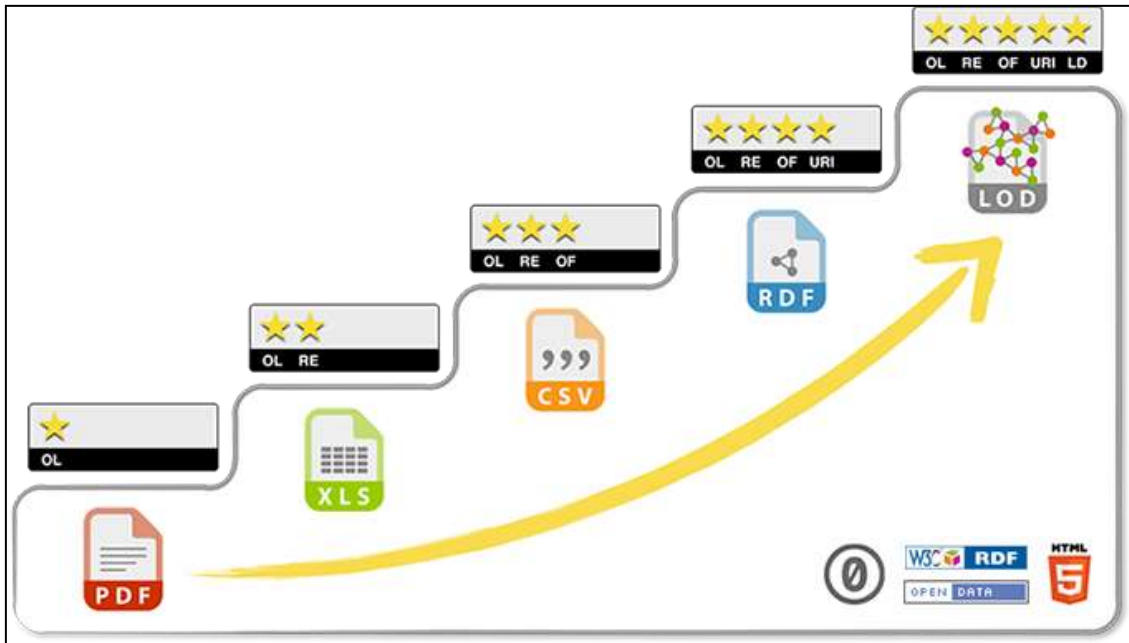 OL RE OF URI LD
LOD
OL RE OF URI
RDF
OL RE OF
,,,
CSV
OL RE
XLS
OL
PDF
0
W3C RDF
OPEN DATA
HTML
5